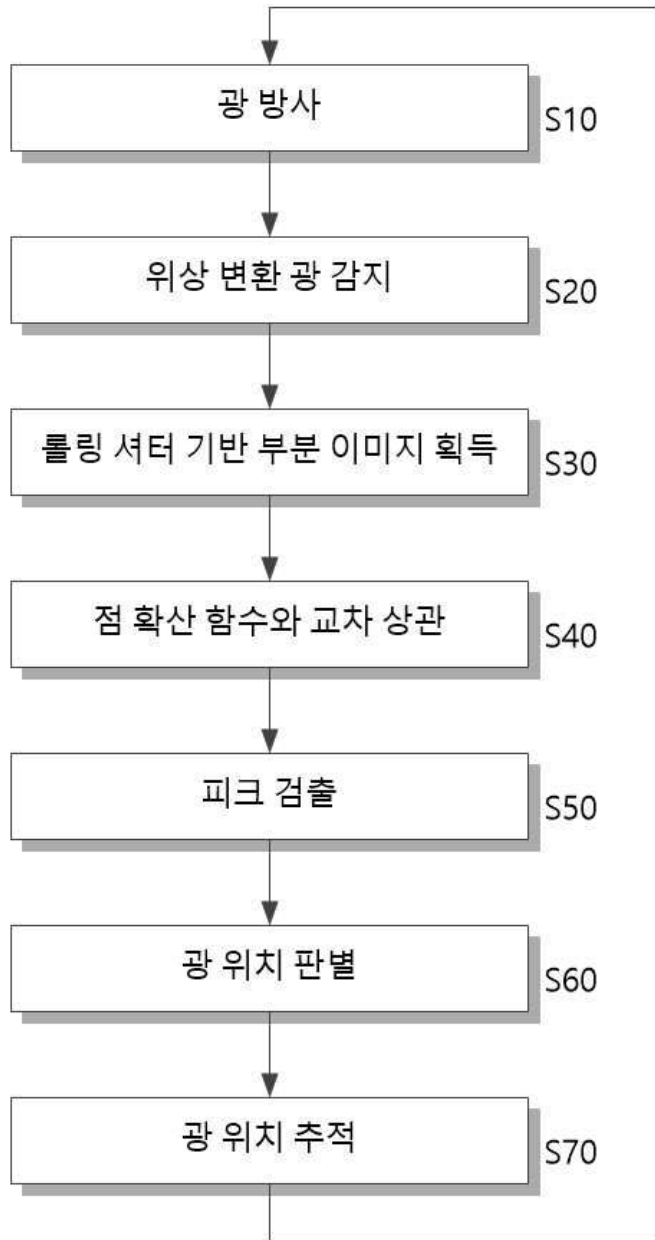 광 방사
S10
위상 변환 광 감지
S20
롤링 셔터 기반 부분 이미지 획득
S30
점 확산 함수와 교차 상관
S40
피크 검출
S50
광 위치 판별
S60
광 위치 추적
S70